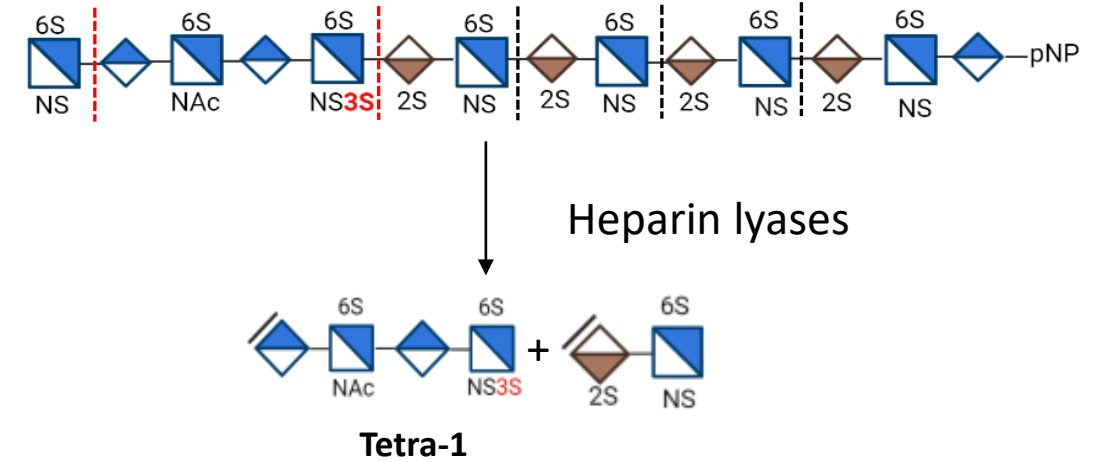 6S 6S 6S 6S 6S 6S 6S
NS NAc NS3S 2S NS 2S NS 2S NS 2S NS
pNP
Heparin lyases
6S 6S 6S
+
NAc NS3S 2S NS
Tetra-1